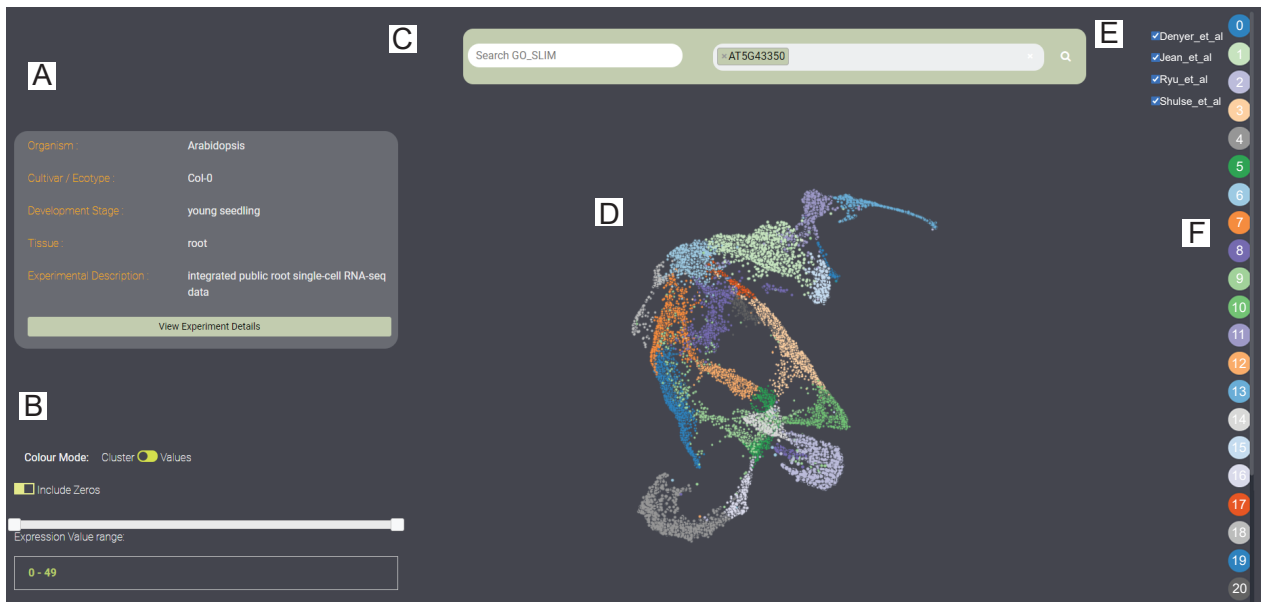 A
Organism : Arabidopsis
Cultivar / Ecotype : Col-0
Development Stage : young seedling
Tissue : root
Experimental Description : integrated public root single-cell RNA-seq
data
View Experiment Details
B
Colour Mode: Cluster Values
Include Zeros
Expression Value range:
0 - 49
C
Search GO_SLIM
×AT5G43350
D
E
Denyer_et_al
Jean_et_al
Ryu_et_al
Shulse_et_al
F
0
1
2
3
4
5
6
7
8
9
10
11
12
13
14
15
16
17
18
19
20